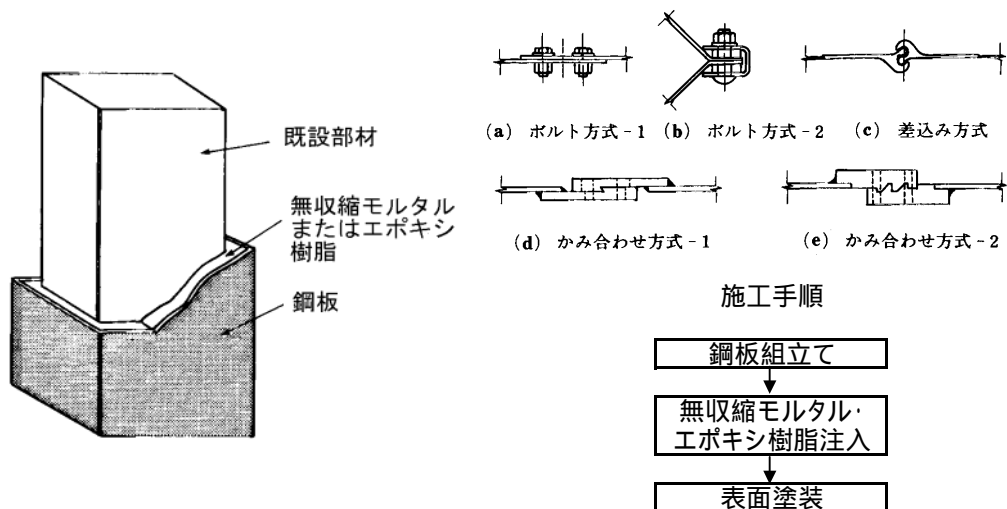 既設部材
無収縮モルタル
またはエポキシ
樹脂
鋼板
(a) ボルト方式-1 (b) ボルト方式-2 (c) 差込み方式
(d) かみ合わせ方式-1 (e) かみ合わせ方式-2
施工手順
鋼板組立て
無収縮モルタル・
エポキシ樹脂注入
表面塗装